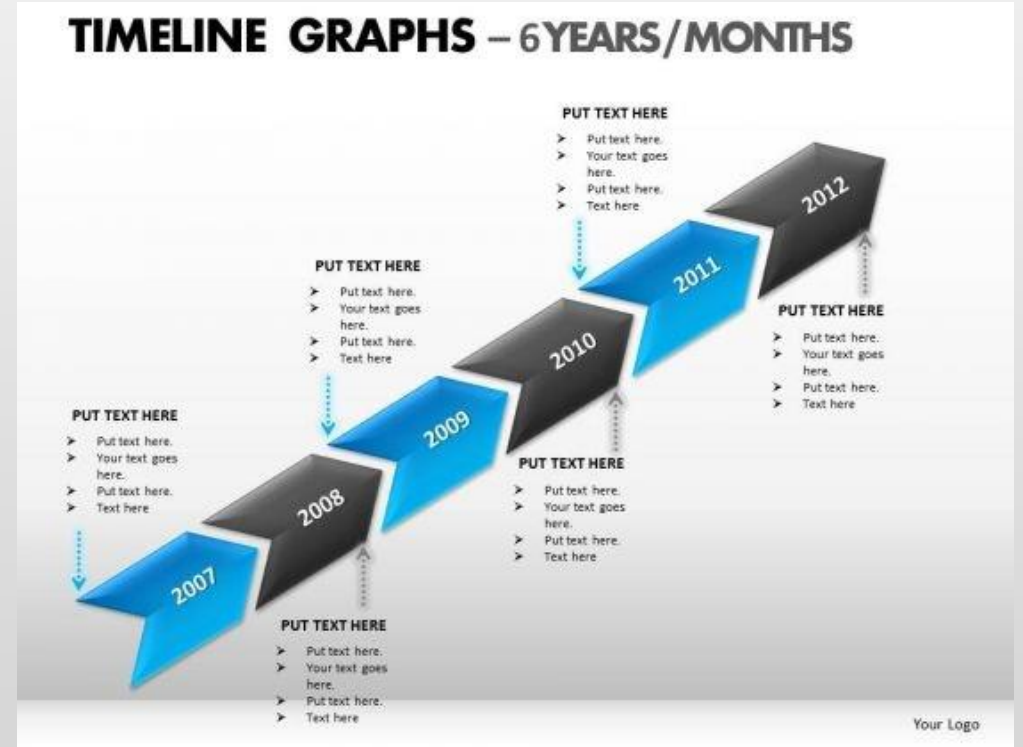 TIMELINE GRAPHS – 6 YEARS/MONTHS
PUT TEXT HERE
➤ Put text here.
➤ Your text goes
here.
➤ Put text here.
➤ Text here
2012
2011
PUT TEXT HERE
➤ Put text here.
➤ Your text goes
here.
➤ Put text here.
➤ Text here
PUT TEXT HERE
➤ Put text here.
➤ Your text goes
here.
➤ Put text here.
➤ Text here
2010
2009
PUT TEXT HERE
➤ Put text here.
➤ Your text goes
here.
➤ Put text here.
➤ Text here
PUT TEXT HERE
➤ Put text here.
➤ Your text goes
here.
➤ Put text here.
➤ Text here
2008
2007
PUT TEXT HERE
➤ Put text here.
➤ Your text goes
here.
➤ Put text here.
➤ Text here
Your Logo